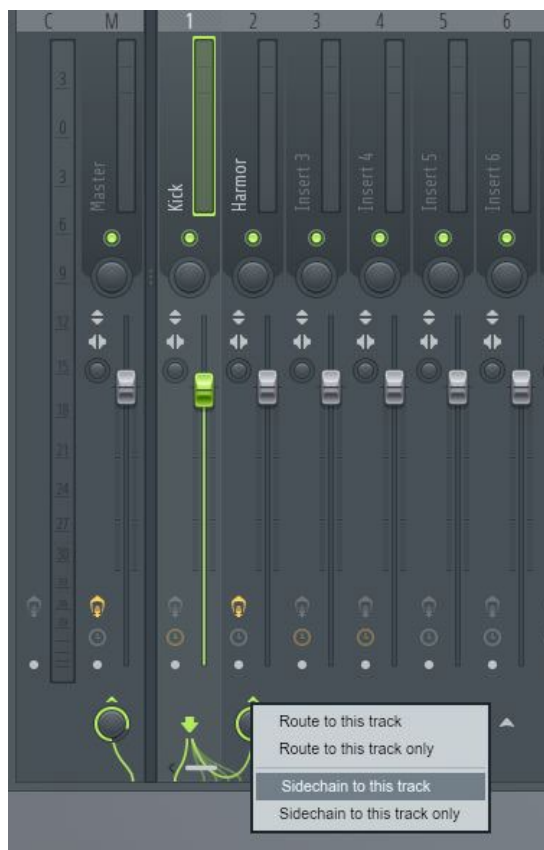 C M 1 2 3 4 5 6
Master
Kick
Harmor
Insert 3
Insert 4
Insert 5
Insert 6
3
0
3
6
9
12
15
18
21
24
27
30
Route to this track
Route to this track only
Sidechain to this track
Sidechain to this track only